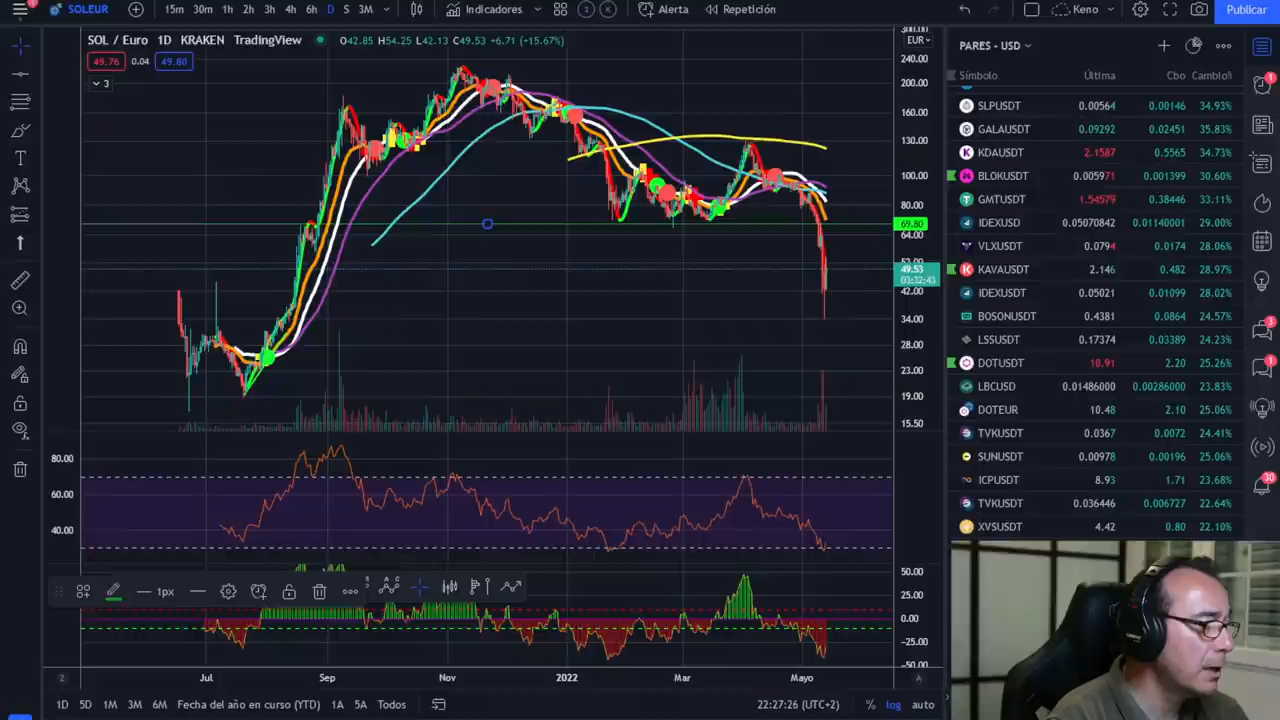 SOLEUR
15m 30m 1h 2h 3h 4h 6h D S 3M
Indicadores
Alerta
Repetición
Keno
Publicar
SOL / Euro 1D KRAKEN TradingView
O42.85 H54.25 L42.13 C49.53 +6.71 (+15.67%)
49.76 0.04 49.80
3
EUR
240.00
200.00
160.00
130.00
100.00
80.00
69.80
64.00
49.53
03:32:43
42.00
34.00
28.00
23.00
19.00
15.50
80.00
60.00
40.00
1px
50.00
25.00
0.00
−25.00
−50.00
Jul Sep Nov 2022 Mar Mayo
1D 5D 1M 3M 6M Fecha del año en curso (YTD) 1A 5A Todos
22:27:26 (UTC+2)
% log auto
PARES - USD
Símbolo Última Cbo Cambio%
SLPUSDT 0.00564 0.00146 34.93%
GALAUSDT 0.09292 0.02451 35.83%
KDAUSDT 2.1587 0.5565 34.73%
BLOKUSDT 0.005971 0.001399 30.60%
GMTUSDT 1.54579 0.38446 33.11%
IDEXUSD 0.05070842 0.01140001 29.00%
VLXUSDT 0.0794 0.0174 28.06%
KAVAUSDT 2.146 0.482 28.97%
IDEXUSDT 0.05021 0.01099 28.02%
BOSONUSDT 0.4381 0.0864 24.57%
LSSUSDT 0.17374 0.03389 24.23%
DOTUSDT 10.91 2.20 25.26%
LBCUSD 0.01486000 0.00286000 23.83%
DOTEUR 10.48 2.10 25.06%
TVKUSDT 0.0367 0.0072 24.41%
SUNUSDT 0.00978 0.00196 25.06%
ICPUSDT 8.93 1.71 23.68%
TVKUSDT 0.036446 0.006727 22.64%
XVSUSDT 4.42 0.80 22.10%